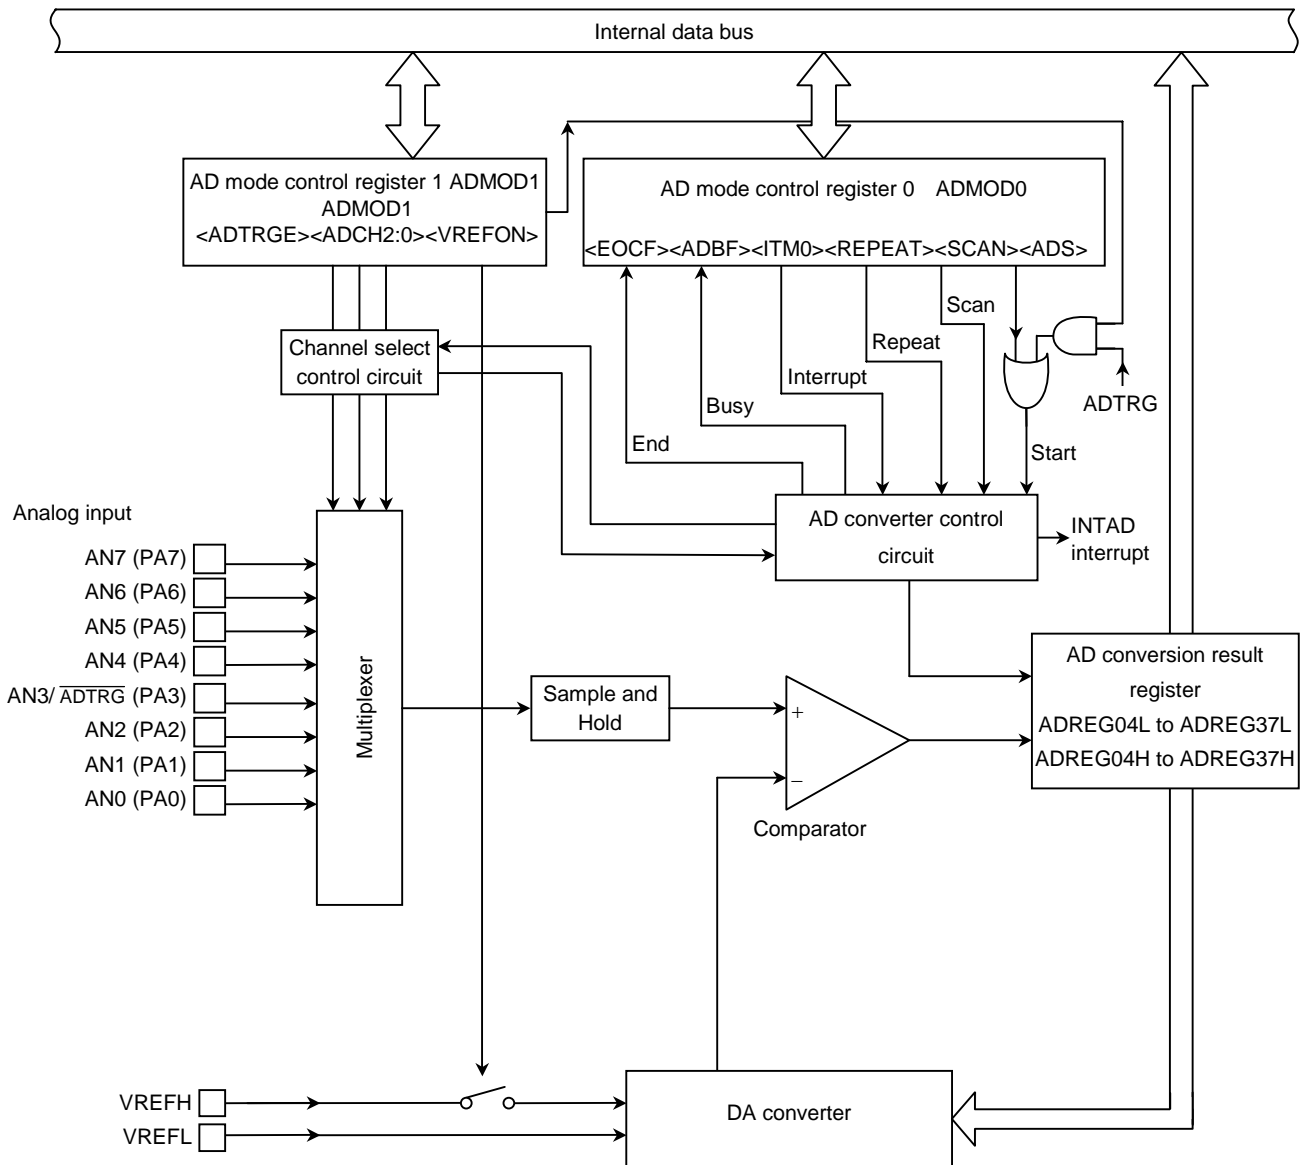 Internal data bus
AD mode control register 1 ADMOD1
ADMOD1
<ADTRGE><ADCH2:0><VREFON>
AD mode control register 0 ADMOD0
<EOCF><ADBF><ITM0><REPEAT><SCAN><ADS>
Scan
Repeat
Interrupt
Busy
End
ADTRG
Start
Channel select
control circuit
AD converter control
circuit
INTAD
interrupt
Analog input
AN7 (PA7)
AN6 (PA6)
AN5 (PA5)
AN4 (PA4)
AN3/ ADTRG (PA3)
AN2 (PA2)
AN1 (PA1)
AN0 (PA0)
Multiplexer
Sample and
Hold
+
−
Comparator
AD conversion result
register
ADREG04L to ADREG37L
ADREG04H to ADREG37H
VREFH
VREFL
DA converter